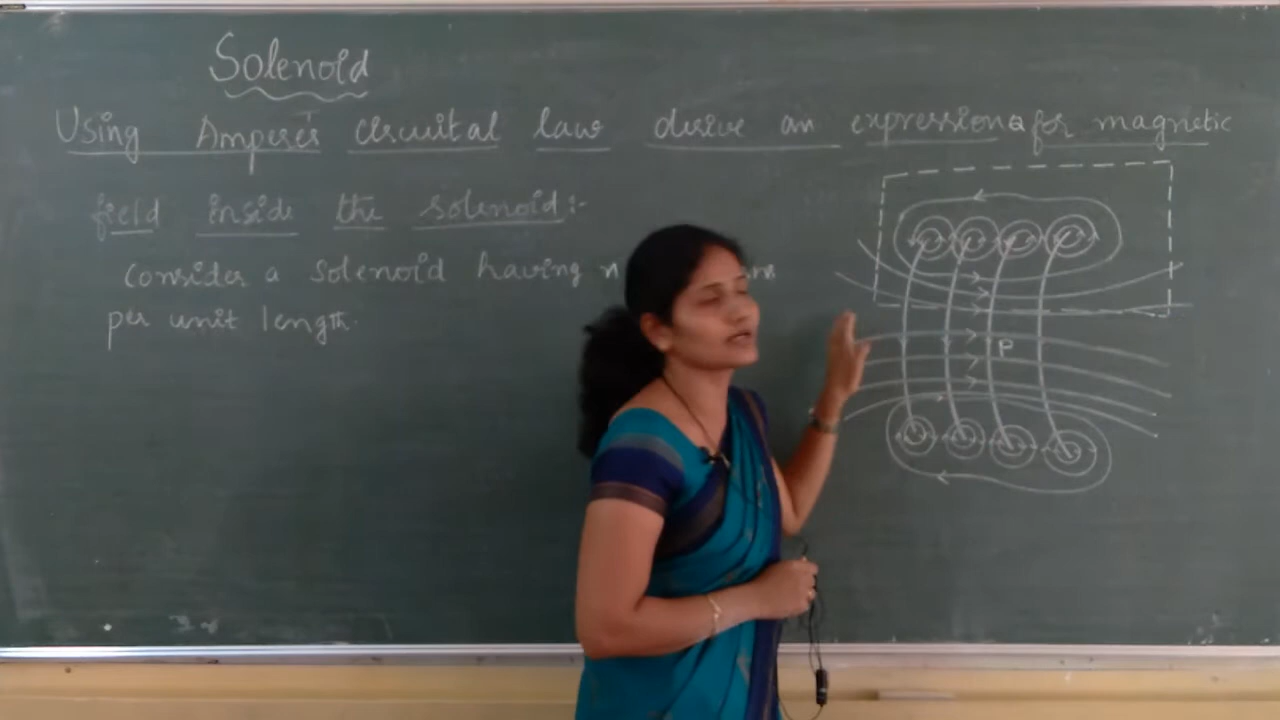 Solenoid
Using Ampere's circuital law derive an expression for magnetic
field inside the solenoid:-
Consider a solenoid having n
per unit length.
P